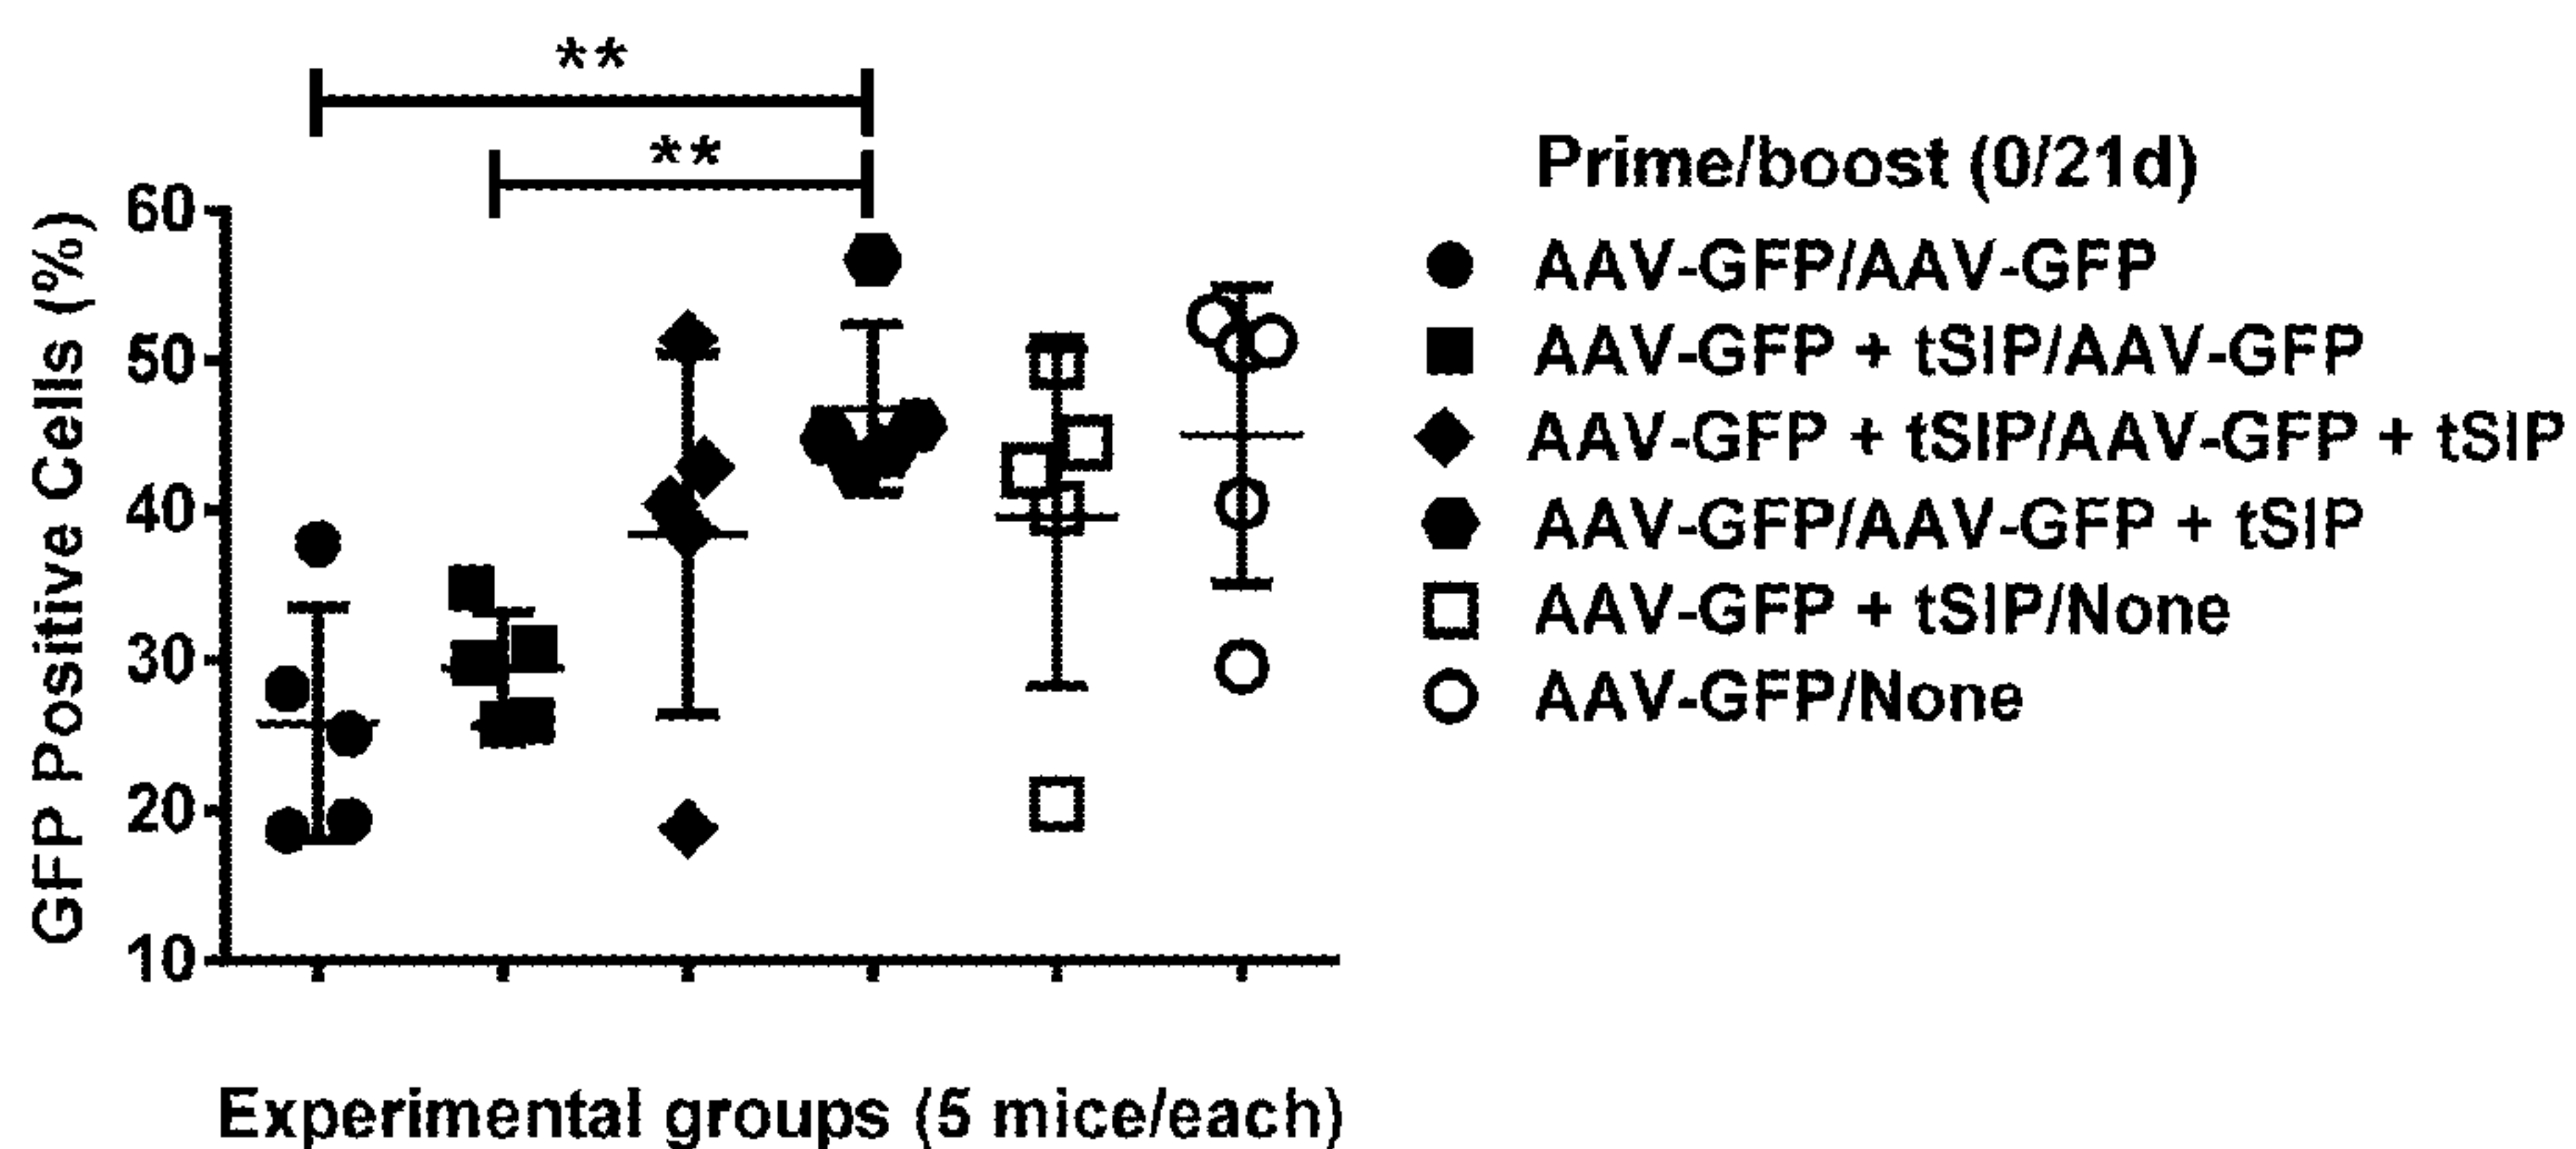 **
**
60
50
40
30
20
10
GFP Positive Cells (%)
Experimental groups (5 mice/each)
Prime/boost (0/21d)
AAV-GFP/AAV-GFP
AAV-GFP + tSIP/AAV-GFP
AAV-GFP + tSIP/AAV-GFP + tSIP
AAV-GFP/AAV-GFP + tSIP
AAV-GFP + tSIP/None
AAV-GFP/None